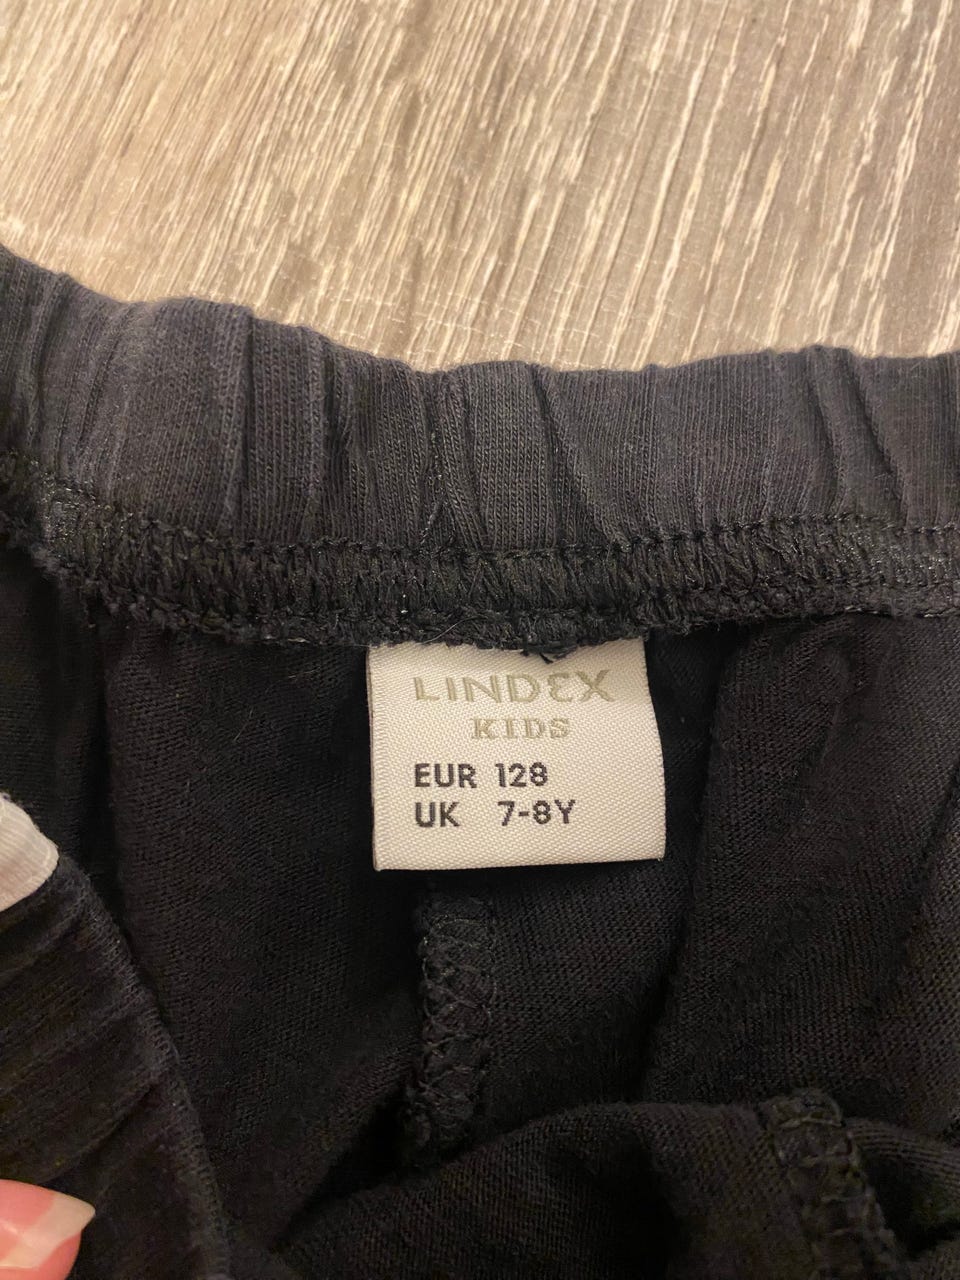 LINDEX
KIDS
EUR 128
UK 7-8Y